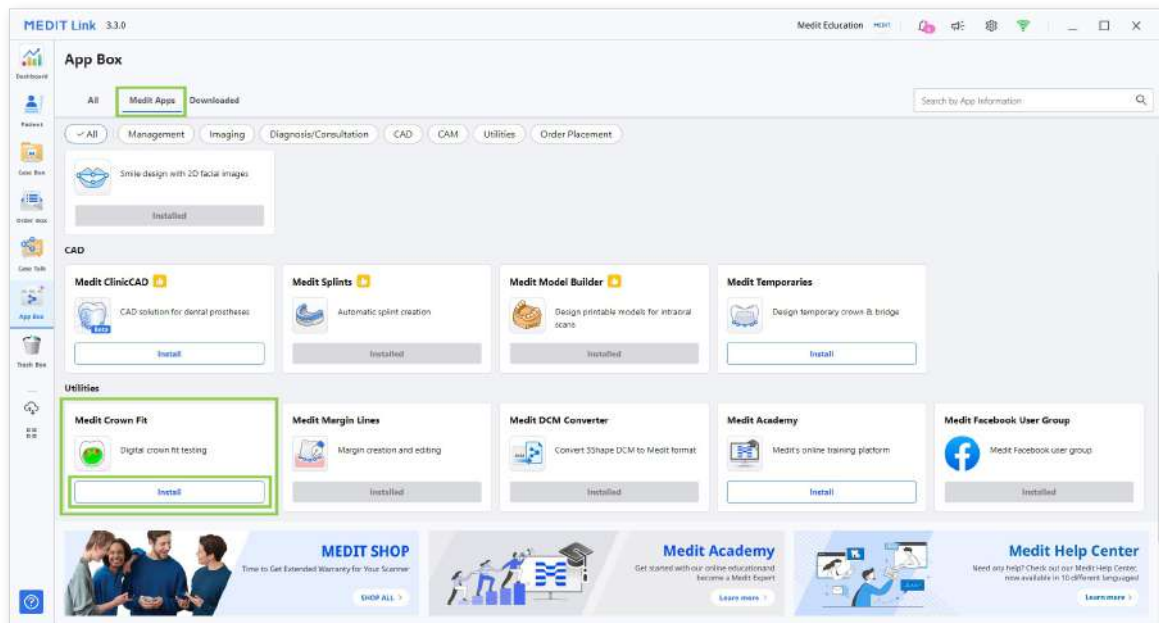 MEDIT Link 3.3.0
Medit Education MEDIT
App Box
Dashboard
Patient
Case Box
Order Box
Case Talk
App Box
Trash Box
All Medit Apps Downloaded
Search by App Information
All Management Imaging Diagnosis/Consultation CAD CAM Utilities Order Placement
Smile design with 2D facial images
Installed
CAD
Medit ClinicCAD
CAD solution for dental prostheses
Beta
Install
Medit Splints
Automatic splint creation
Installed
Medit Model Builder
Design printable models for intraoral
scans
Installed
Medit Temporaries
Design temporary crown & bridge
Install
Utilities
Medit Crown Fit
Digital crown fit testing
Install
Medit Margin Lines
Margin creation and editing
Installed
Medit DCM Converter
Convert 3Shape DCM to Medit format
Installed
Medit Academy
Medit's online training platform
Install
Medit Facebook User Group
Medit Facebook user group
Installed
MEDIT SHOP
Time to Get Extended Warranty for Your Scanner
SHOP ALL >
Medit Academy
Get started with our online education and
become a Medit Expert
Learn more >
Medit Help Center
Need any help? Check out our Medit Help Center,
now available in 10 different languaged
Learn more >